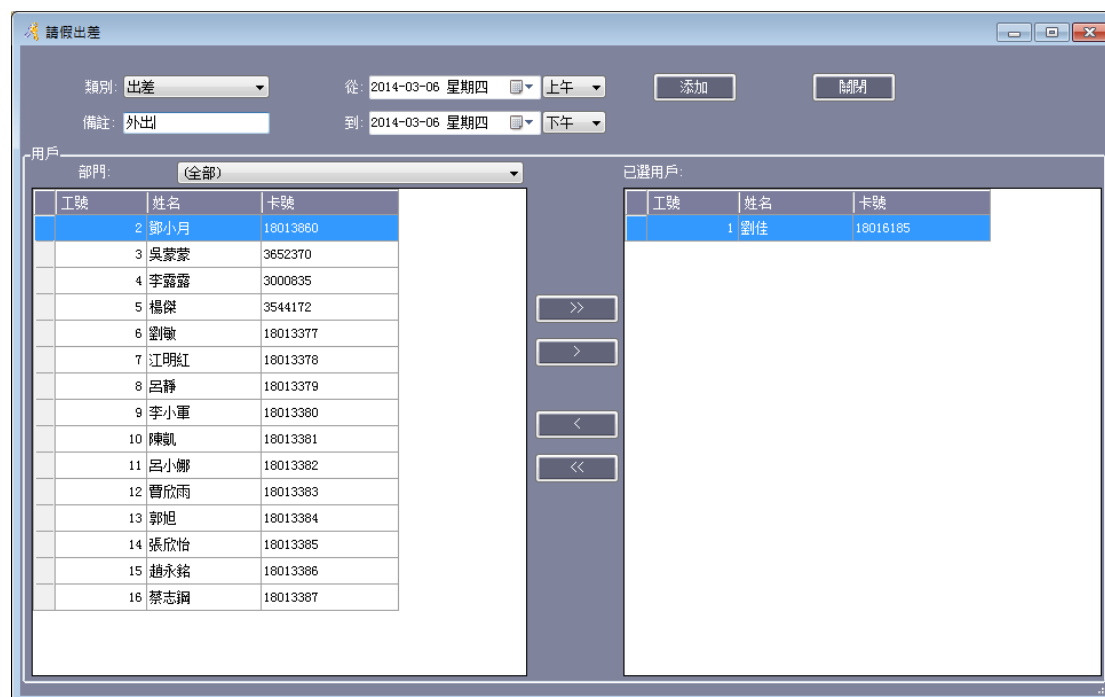 請假出差
類別: 出差 從: 2014-03-06 星期四 上午 添加 關閉
備註: 外出 到: 2014-03-06 星期四 下午
用戶
部門: (全部) 已選用戶:
工號 姓名 卡號 工號 姓名 卡號
2 鄧小月 18013860 1 劉佳 18016185
3 吳蒙蒙 3652370
4 李露露 3000835
5 楊傑 3544172
>>
6 劉敏 18013377
7 江明紅 18013378
>
8 呂靜 18013379
9 李小軍 18013380
<
10 陳凱 18013381
11 呂小娜 18013382
<<
12 曹欣雨 18013383
13 郭旭 18013384
14 張欣怡 18013385
15 趙永銘 18013386
16 蔡志鋼 18013387